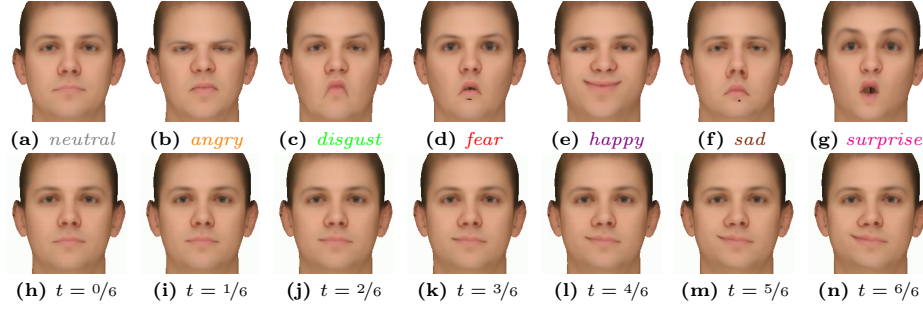 (a) neutral (b) angry (c) disgust (d) fear (e) happy (f) sad (g) surprise
(h) t = 0/6 (i) t = 1/6 (j) t = 2/6 (k) t = 3/6 (l) t = 4/6 (m) t = 5/6 (n) t = 6/6